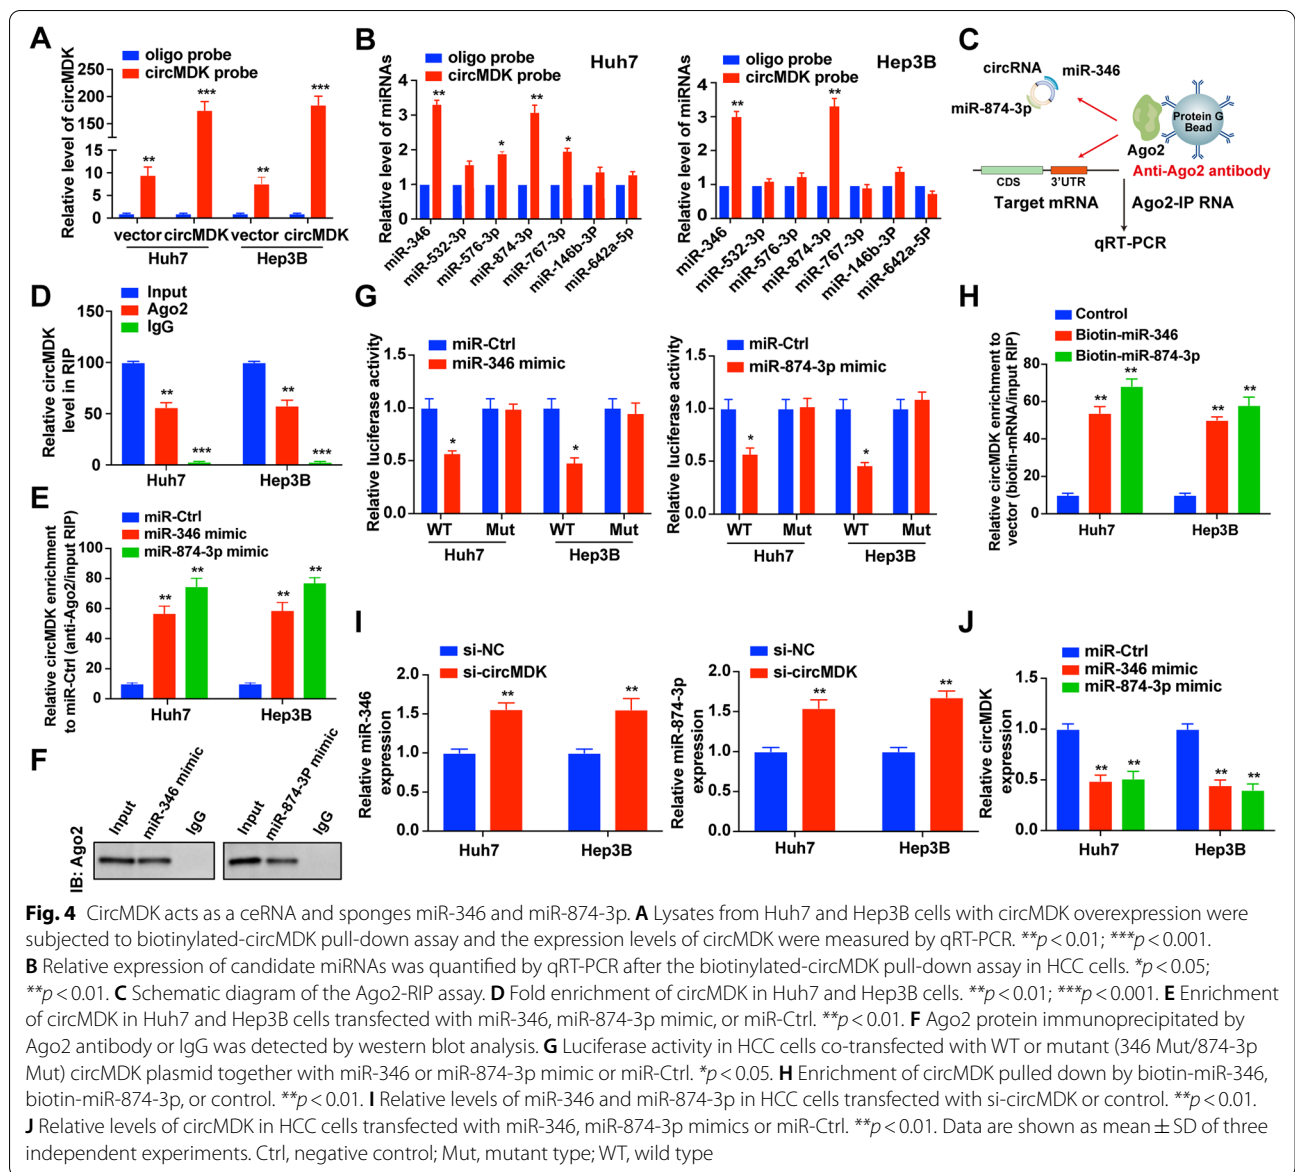 A
oligo probe
circMDK probe
Relative level of circMDK
250
200
150
100
15
10
5
0
**
***
**
***
vector circMDK vector circMDK
Huh7
Hep3B
B
oligo probe
circMDK probe
Huh7
Relative level of miRNAs
5
4
3
2
1
0
**
*
**
*
miR-346
miR-532-3p
miR-576-3p
miR-874-3p
miR-767-3p
miR-146b-3P
miR-642a-5p
oligo probe
circMDK probe
Hep3B
Relative level of miRNAs
5
4
3
2
1
0
**
**
miR-346
miR-532-3p
miR-576-3p
miR-874-3p
miR-767-3p
miR-146b-3P
miR-642a-5P
C
circRNA
miR-346
miR-874-3p
Protein G
Bead
Ago2
Anti-Ago2 antibody
CDS
3'UTR
Target mRNA
Ago2-IP RNA
qRT-PCR
D
Input
Ago2
IgG
Relative circMDK
level in RIP
150
100
50
0
**
***
**
***
Huh7
Hep3B
E
miR-Ctrl
miR-346 mimic
miR-874-3p mimic
Relative circMDK enrichment
to miR-Ctrl (anti-Ago2/input RIP)
100
80
60
40
20
0
**
**
**
**
Huh7
Hep3B
F
Input
miR-346 mimic
IgG
Input
miR-874-3P mimic
IgG
IB: Ago2
G
miR-Ctrl
miR-346 mimic
Relative luciferase activity
1.5
1.0
0.5
0.0
*
*
WT
Mut
WT
Mut
Huh7
Hep3B
miR-Ctrl
miR-874-3p mimic
Relative luciferase activity
1.5
1.0
0.5
0.0
*
*
WT
Mut
WT
Mut
Huh7
Hep3B
H
Control
Biotin-miR-346
Biotin-miR-874-3p
Relative circMDK enrichment to
vector (biotin-mRNA/input RIP)
80
60
40
20
0
**
**
**
**
Huh7
Hep3B
I
si-NC
si-circMDK
Relative miR-346
expression
2.0
1.5
1.0
0.5
0.0
**
**
Huh7
Hep3B
si-NC
si-circMDK
Relative miR-874-3p
expression
2.0
1.5
1.0
0.5
0.0
**
**
Huh7
Hep3B
J
miR-Ctrl
miR-346 mimic
miR-874-3p mimic
Relative circMDK
expression
1.5
1.0
0.5
0.0
**
**
**
**
Huh7
Hep3B
Fig. 4 CircMDK acts as a ceRNA and sponges miR-346 and miR-874-3p. A Lysates from Huh7 and Hep3B cells with circMDK overexpression were
subjected to biotinylated-circMDK pull-down assay and the expression levels of circMDK were measured by qRT-PCR. **p < 0.01; ***p < 0.001.
B Relative expression of candidate miRNAs was quantified by qRT-PCR after the biotinylated-circMDK pull-down assay in HCC cells. *p < 0.05;
**p < 0.01. C Schematic diagram of the Ago2-RIP assay. D Fold enrichment of circMDK in Huh7 and Hep3B cells. **p < 0.01; ***p < 0.001. E Enrichment
of circMDK in Huh7 and Hep3B cells transfected with miR-346, miR-874-3p mimic, or miR-Ctrl. **p < 0.01. F Ago2 protein immunoprecipitated by
Ago2 antibody or IgG was detected by western blot analysis. G Luciferase activity in HCC cells co-transfected with WT or mutant (346 Mut/874-3p
Mut) circMDK plasmid together with miR-346 or miR-874-3p mimic or miR-Ctrl. *p < 0.05. H Enrichment of circMDK pulled down by biotin-miR-346,
biotin-miR-874-3p, or control. **p < 0.01. I Relative levels of miR-346 and miR-874-3p in HCC cells transfected with si-circMDK or control. **p < 0.01.
J Relative levels of circMDK in HCC cells transfected with miR-346, miR-874-3p mimics or miR-Ctrl. **p < 0.01. Data are shown as mean ± SD of three
independent experiments. Ctrl, negative control; Mut, mutant type; WT, wild type